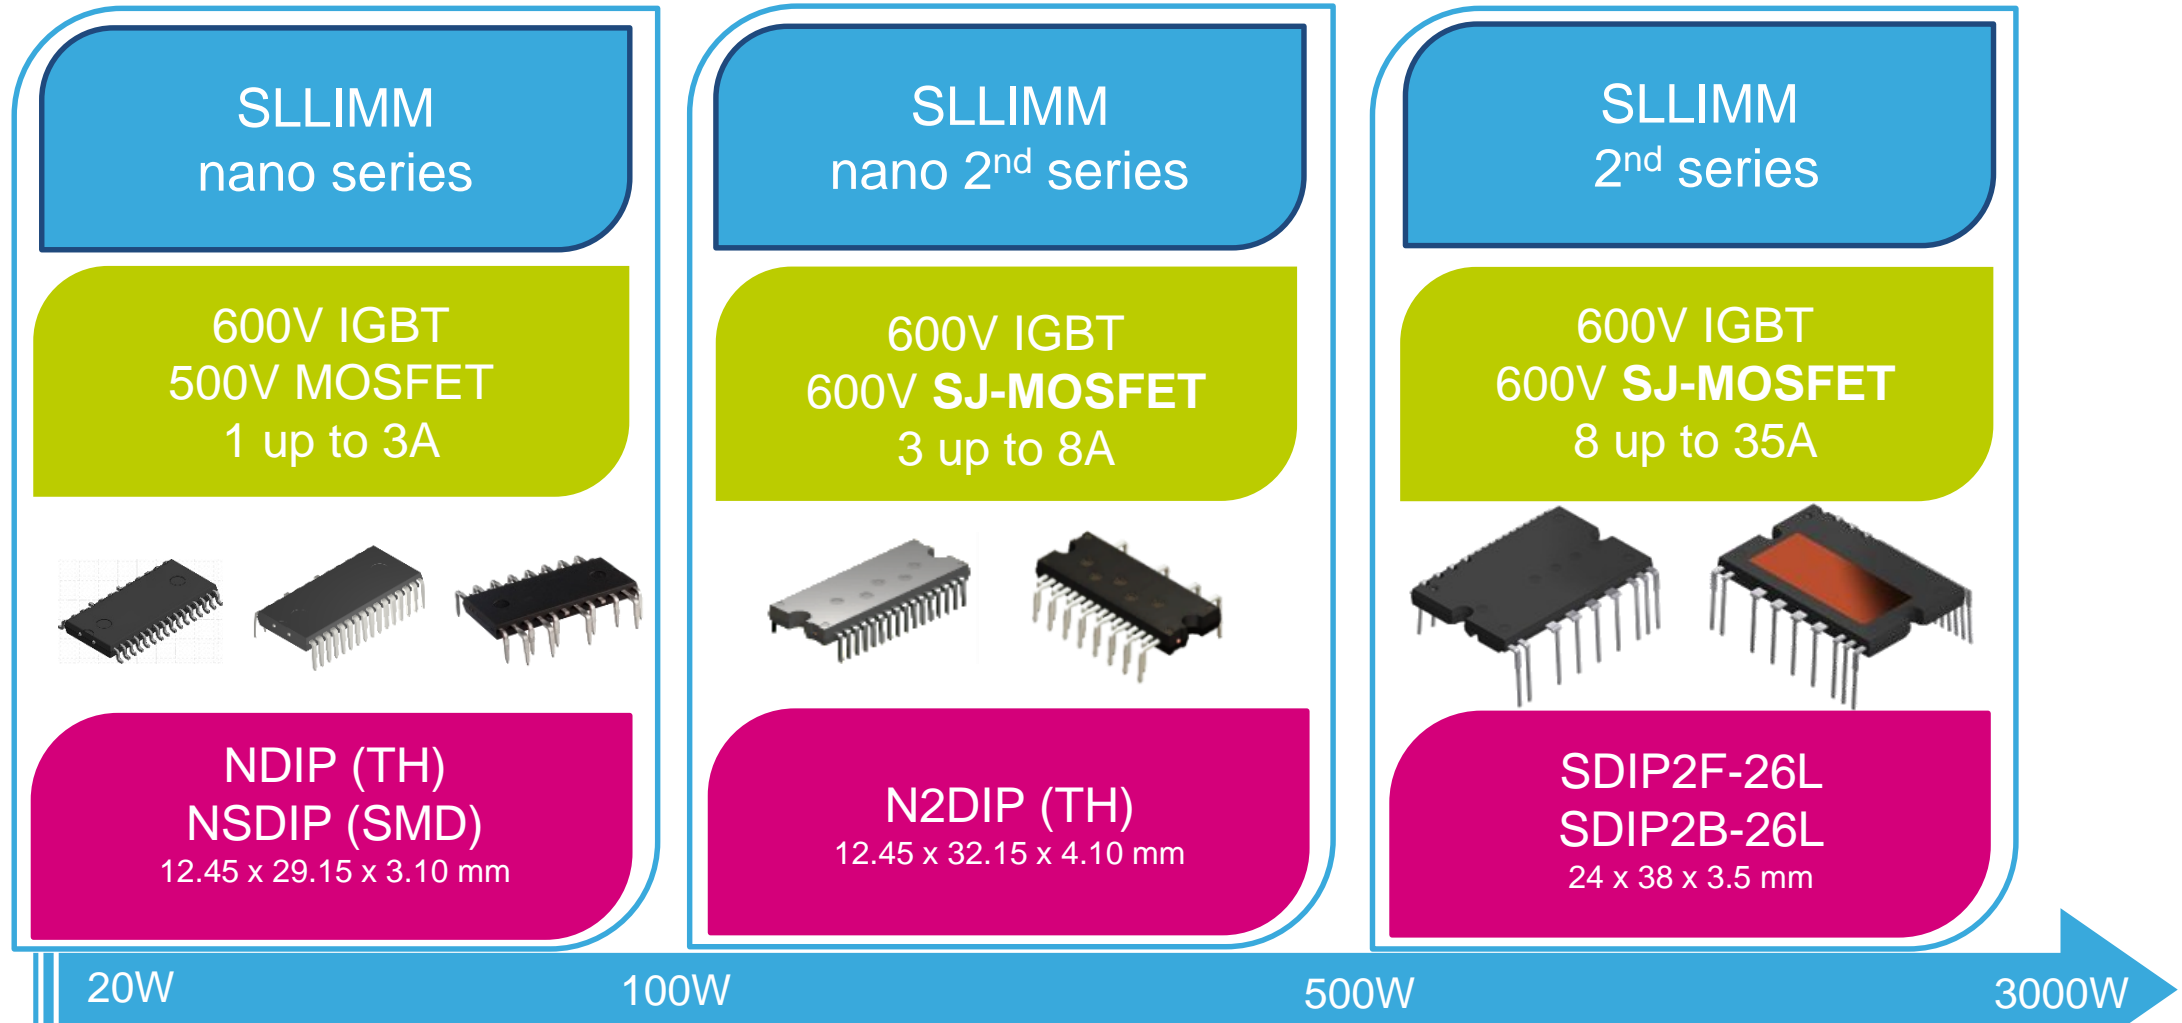 SLLIMM
nano series
600V IGBT
500V MOSFET
1 up to 3A
NDIP (TH)
NSDIP (SMD)
12.45 x 29.15 x 3.10 mm
SLLIMM
nano 2nd series
600V IGBT
600V SJ-MOSFET
3 up to 8A
N2DIP (TH)
12.45 x 32.15 x 4.10 mm
SLLIMM
2nd series
600V IGBT
600V SJ-MOSFET
8 up to 35A
SDIP2F-26L
SDIP2B-26L
24 x 38 x 3.5 mm
20W
100W
500W
3000W